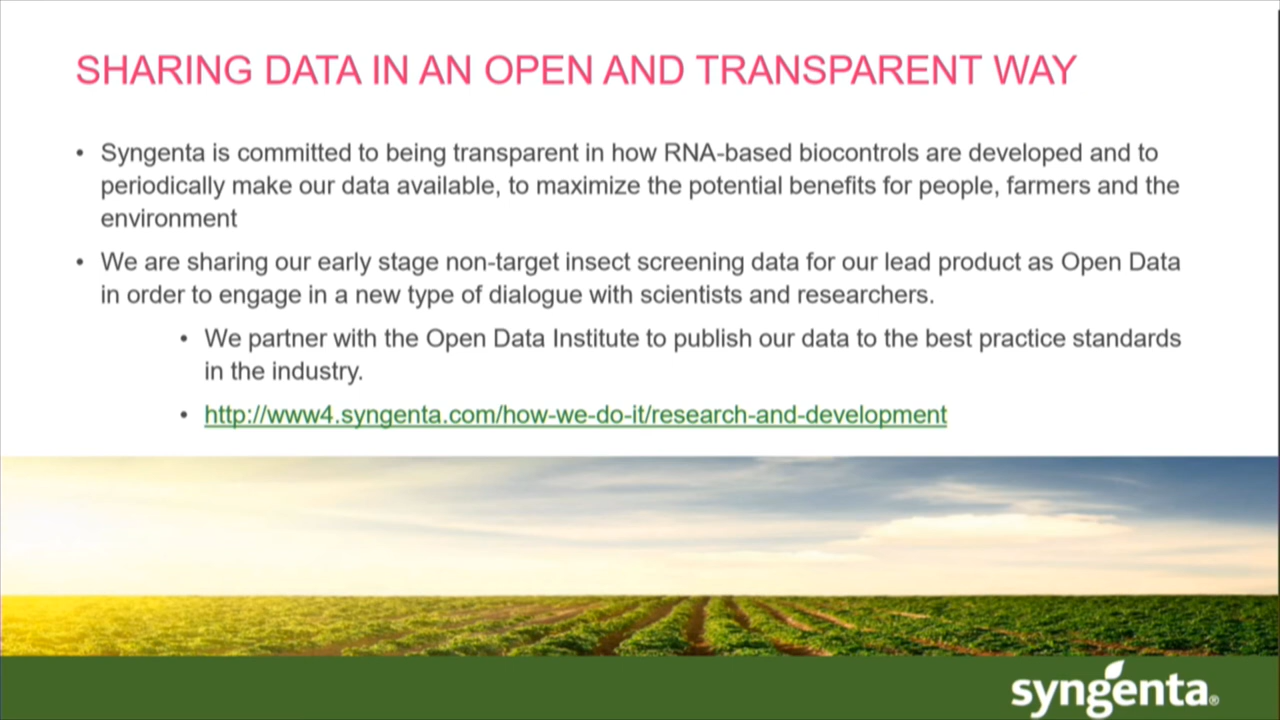 SHARING DATA IN AN OPEN AND TRANSPARENT WAY
• Syngenta is committed to being transparent in how RNA-based biocontrols are developed and to
periodically make our data available, to maximize the potential benefits for people, farmers and the
environment
• We are sharing our early stage non-target insect screening data for our lead product as Open Data
in order to engage in a new type of dialogue with scientists and researchers.
• We partner with the Open Data Institute to publish our data to the best practice standards
in the industry.
• http://www4.syngenta.com/how-we-do-it/research-and-development
syngenta®